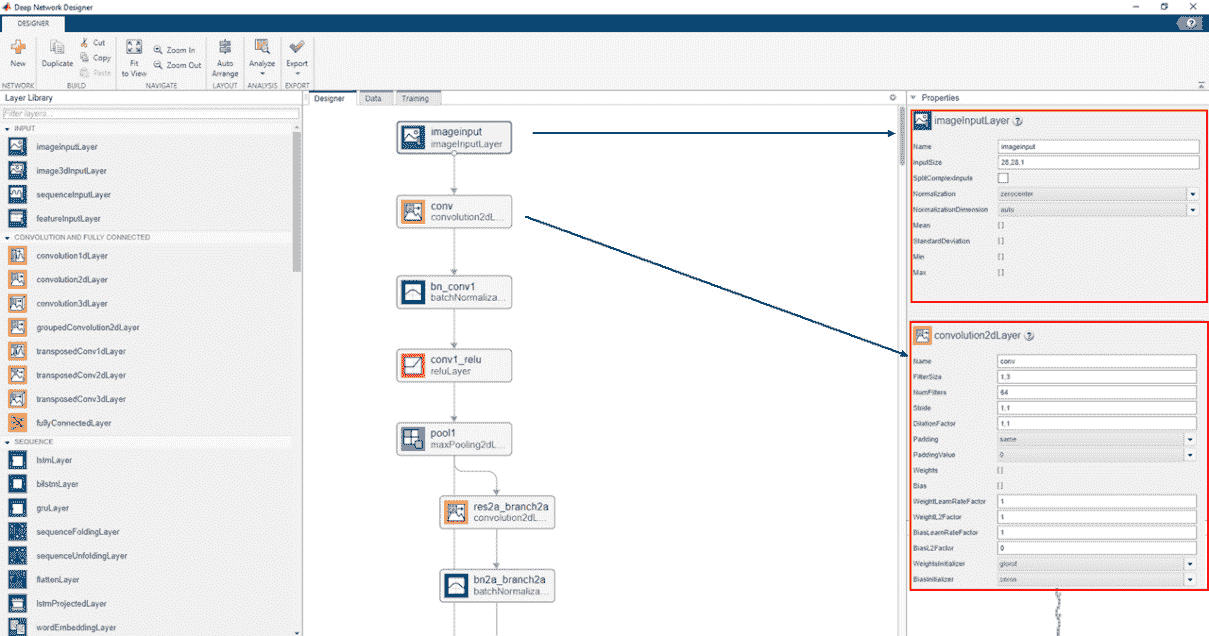 Deep Network Designer
DESIGNER
New
Duplicate
Cut
Copy
Paste
Fit
to View
Zoom In
Zoom Out
Auto
Arrange
Analyze
Export
NETWORK
BUILD
NAVIGATE
LAYOUT
ANALYSIS
EXPORT
Layer Library
Filter layers...
INPUT
imageInputLayer
image3dInputLayer
sequenceInputLayer
featureInputLayer
CONVOLUTION AND FULLY CONNECTED
convolution1dLayer
convolution2dLayer
convolution3dLayer
groupedConvolution2dLayer
transposedConv1dLayer
transposedConv2dLayer
transposedConv3dLayer
fullyConnectedLayer
SEQUENCE
lstmLayer
bilstmLayer
gruLayer
sequenceFoldingLayer
sequenceUnfoldingLayer
flattenLayer
lstmProjectedLayer
wordEmbeddingLayer
Designer
Data
Training
imageinput
imageInputLayer
conv
convolution2dL...
bn_conv1
batchNormaliza...
conv1_relu
reluLayer
pool1
maxPooling2dL...
res2a_branch2a
convolution2dL...
bn2a_branch2a
batchNormaliza...
Properties
imageInputLayer ?
Name imageinput
InputSize 28,28,1
SplitComplexInputs
Normalization zerocenter
NormalizationDimension auto
Mean []
StandardDeviation []
Min []
Max []
convolution2dLayer ?
Name conv
FilterSize 1,3
NumFilters 64
Stride 1,1
DilationFactor 1,1
Padding same
PaddingValue 0
Weights []
Bias []
WeightLearnRateFactor 1
WeightL2Factor 1
BiasLearnRateFactor 1
BiasL2Factor 0
WeightsInitializer glorot
BiasInitializer zeros